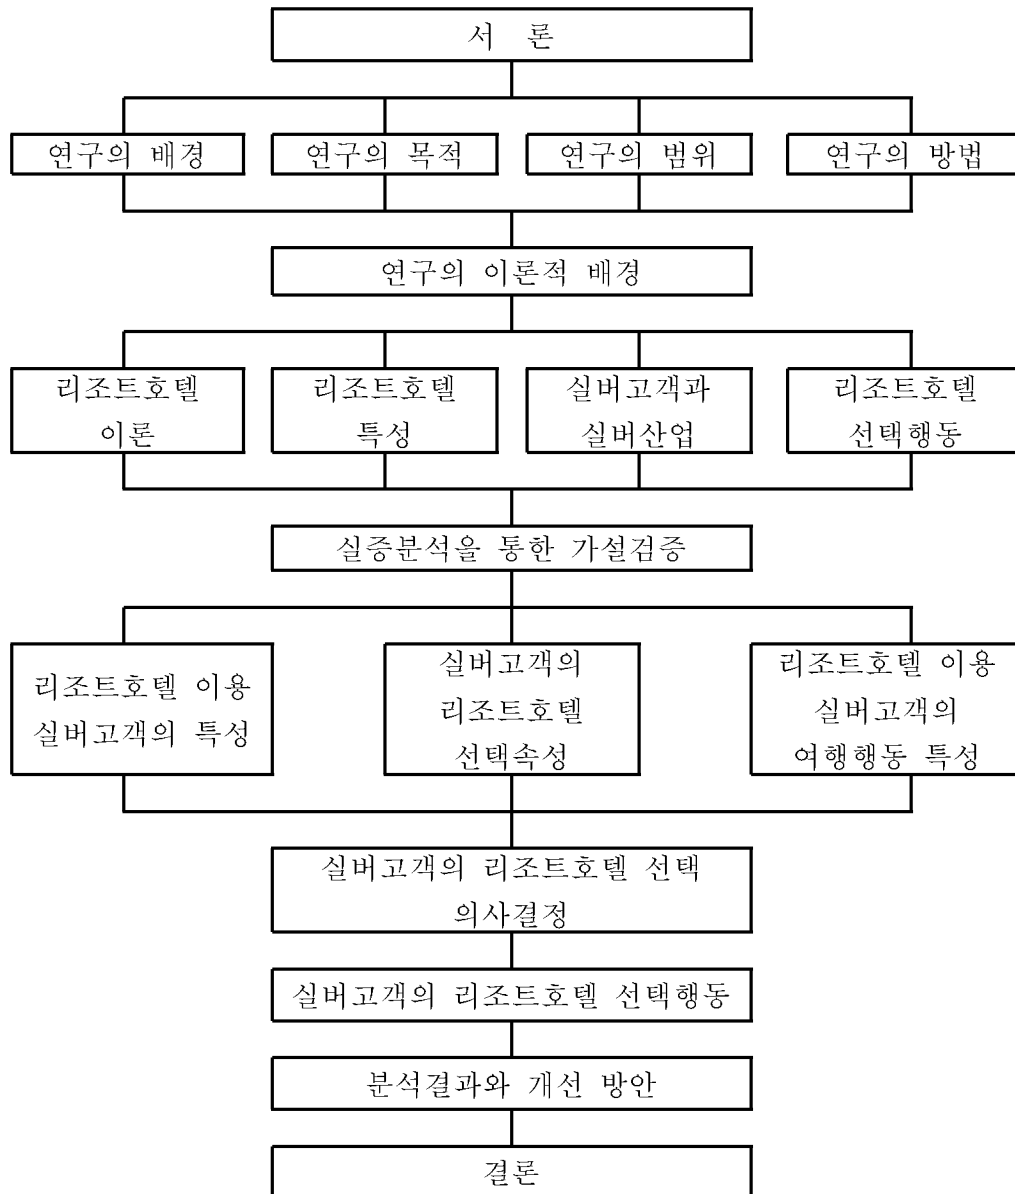 서 론
연구의 배경
연구의 목적
연구의 범위
연구의 방법
연구의 이론적 배경
리조트호텔
이론
리조트호텔
특성
실버고객과
실버산업
리조트호텔
선택행동
실증분석을 통한 가설검증
리조트호텔 이용
실버고객의 특성
실버고객의
리조트호텔
선택속성
리조트호텔 이용
실버고객의
여행행동 특성
실버고객의 리조트호텔 선택
의사결정
실버고객의 리조트호텔 선택행동
분석결과와 개선 방안
결론